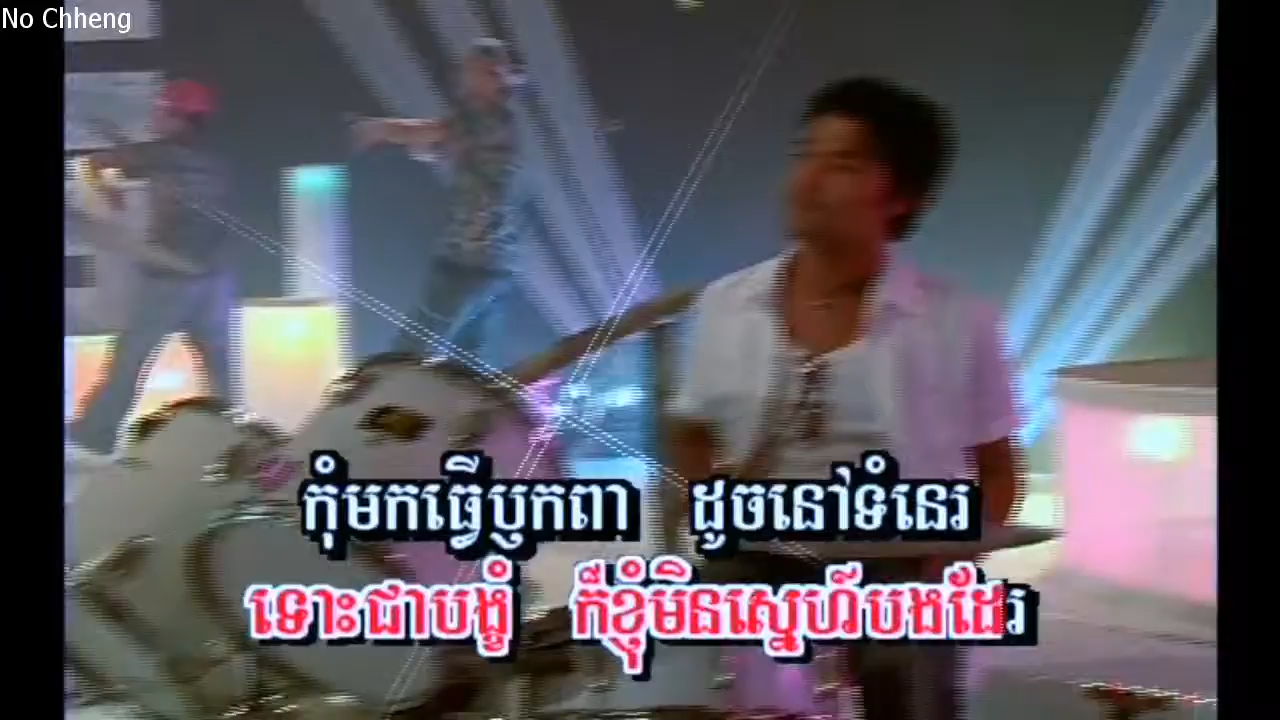 No Chheng
កុំមកធ្វើឫកពា ដូចនៅទំនេរ
ទោះជាបង្ខំ ក៏ខ្ញុំមិនស្នេហ៍បងដែរ